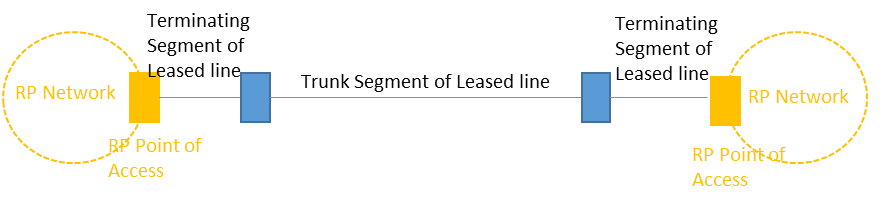 Terminating
Segment of
Leased line
Terminating
Segment of
Leased line
Trunk Segment of Leased line
RP Network
RP Network
RP Point of
Access
RP Point of
Access